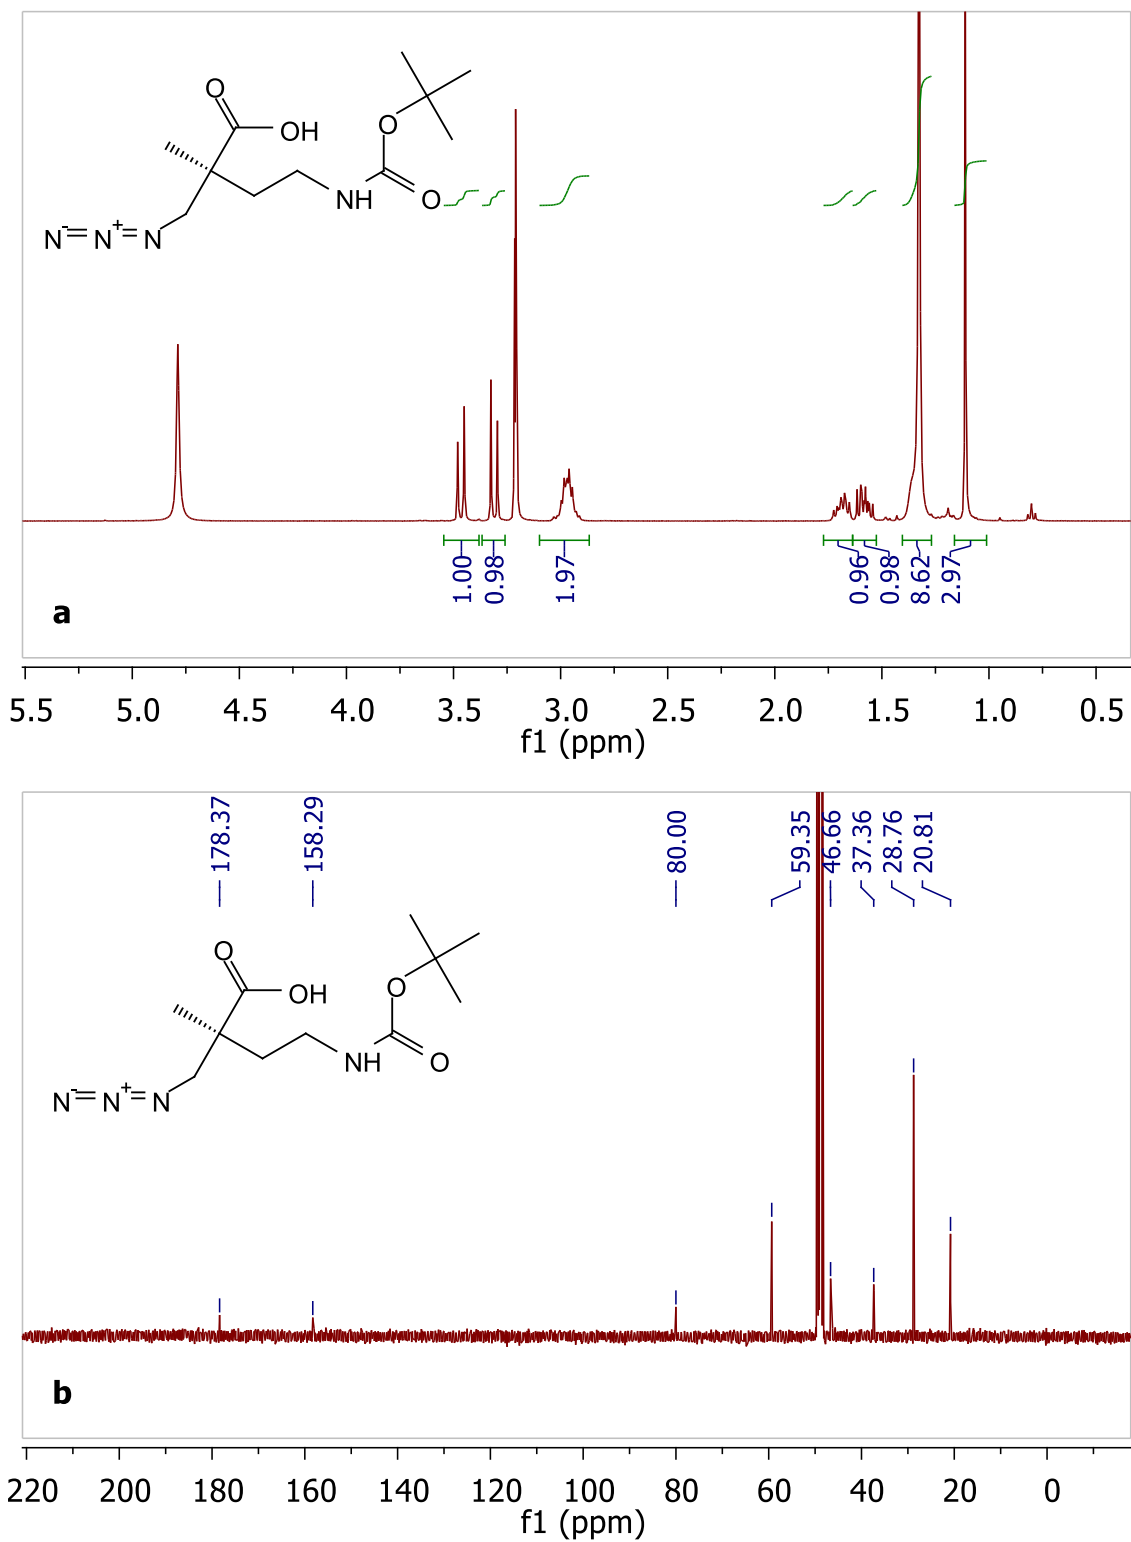 O
OH
O
NH
O
N⁻=N⁺=N
1.00
0.98
1.97
0.96
0.98
8.62
2.97
a
5.5 5.0 4.5 4.0 3.5 3.0 2.5 2.0 1.5 1.0 0.5
f1 (ppm)
178.37
158.29
80.00
59.35
46.66
37.36
28.76
20.81
O
OH
O
NH
O
N⁻=N⁺=N
b
220 200 180 160 140 120 100 80 60 40 20 0
f1 (ppm)